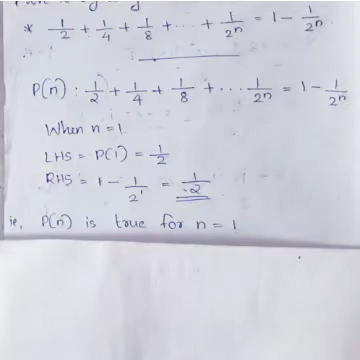 * 1/2 + 1/4 + 1/8 + ... + 1/2ⁿ = 1 - 1/2ⁿ
P(n) : 1/2 + 1/4 + 1/8 + ... 1/2ⁿ = 1 - 1/2ⁿ
When n = 1.
LHS = P(1) = 1/2
RHS = 1 - 1/2¹ = 1/2
ie, P(n) is true for n = 1